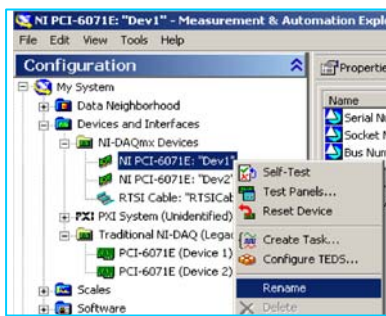 NI PCI-6071E: "Dev1" - Measurement & Automation Explo
File Edit View Tools Help
Configuration
Propertie
My System
Data Neighborhood
Devices and Interfaces
NI-DAQmx Devices
NI PCI-6071E: "Dev1"
NI PCI-6071E: "Dev2"
RTSI Cable: "RTSICab
PXI PXI System (Unidentified)
Traditional NI-DAQ (Legac
PCI-6071E (Device 1)
PCI-6071E (Device 2)
Scales
Software
Name
Serial Nu
Socket N
Bus Num
Self-Test
Test Panels...
Reset Device
Create Task...
Configure TEDS...
Rename
Delete